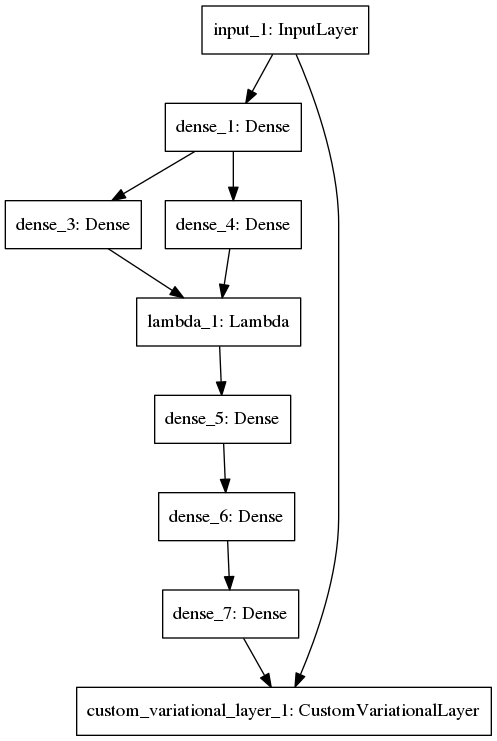 input_1: InputLayer
dense_1: Dense
dense_3: Dense
dense_4: Dense
lambda_1: Lambda
dense_5: Dense
dense_6: Dense
dense_7: Dense
custom_variational_layer_1: CustomVariationalLayer